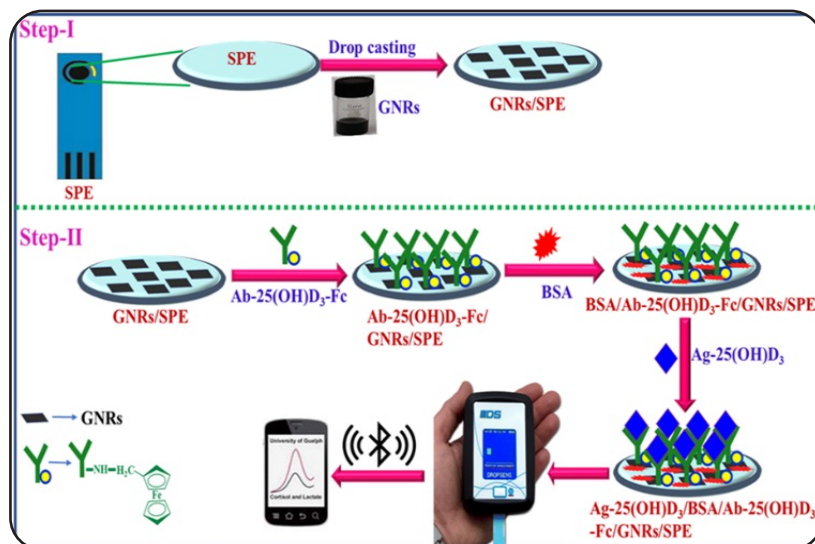 Step-I
SPE
Drop casting
GNRs
GNRs/SPE
SPE
Step-II
GNRs/SPE
Ab-25(OH)D₃-Fc
Ab-25(OH)D₃-Fc/
GNRs/SPE
BSA
BSA/Ab-25(OH)D₃-Fc/GNRs/SPE
Ag-25(OH)D₃
GNRs
NH-H₂C
Fe
University of Guelph
Cortisol and Lactate
DS
DROPSENS
Ag-25(OH)D₃/BSA/Ab-25(OH)D₃
-Fc/GNRs/SPE